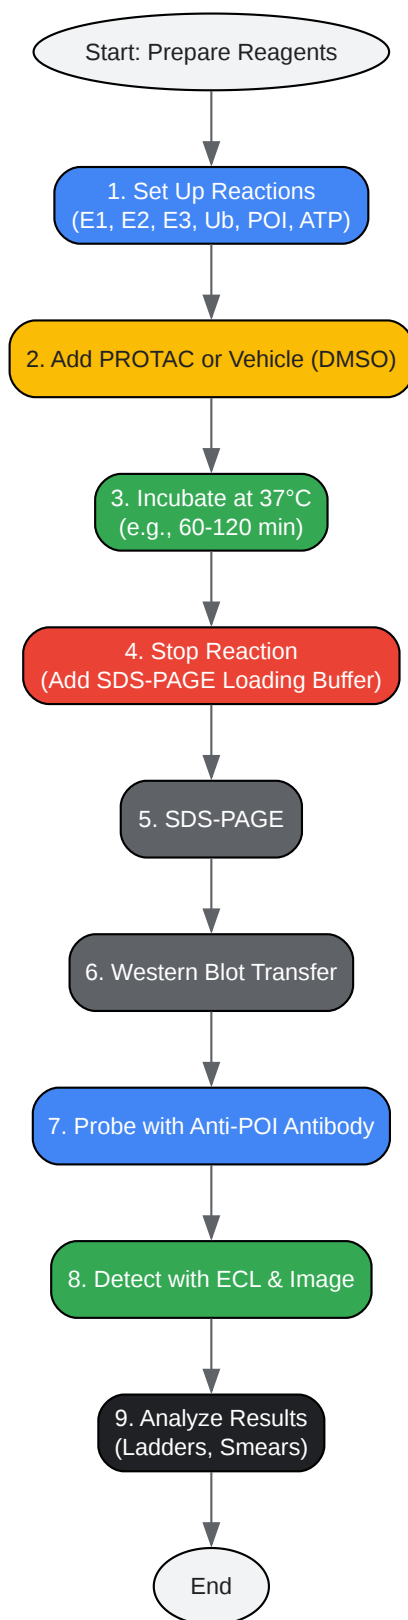 Start: Prepare Reagents
1. Set Up Reactions
(E1, E2, E3, Ub, POI, ATP)
2. Add PROTAC or Vehicle (DMSO)
3. Incubate at 37°C
(e.g., 60-120 min)
4. Stop Reaction
(Add SDS-PAGE Loading Buffer)
5. SDS-PAGE
6. Western Blot Transfer
7. Probe with Anti-POI Antibody
8. Detect with ECL & Image
9. Analyze Results
(Ladders, Smears)
End